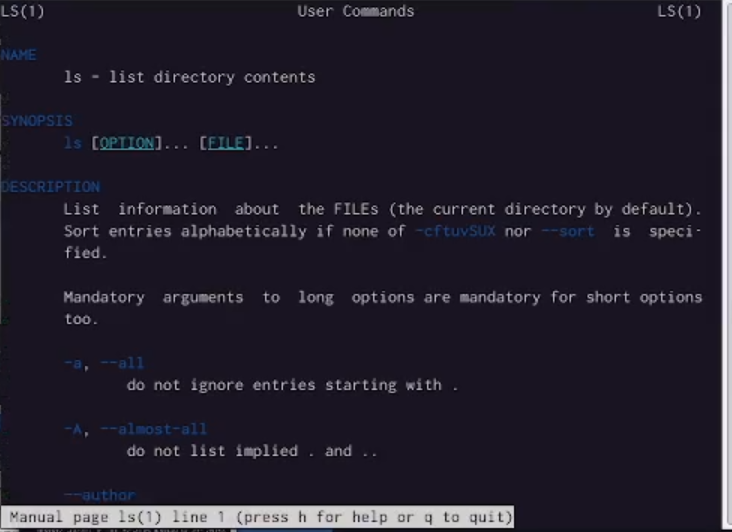 LS(1) User Commands LS(1)
NAME
ls - list directory contents
SYNOPSIS
ls [OPTION]... [FILE]...
DESCRIPTION
List information about the FILEs (the current directory by default).
Sort entries alphabetically if none of -cftuvSUX nor --sort is speci-
fied.
Mandatory arguments to long options are mandatory for short options
too.
-a, --all
do not ignore entries starting with .
-A, --almost-all
do not list implied . and ..
--author
Manual page ls(1) line 1 (press h for help or q to quit)